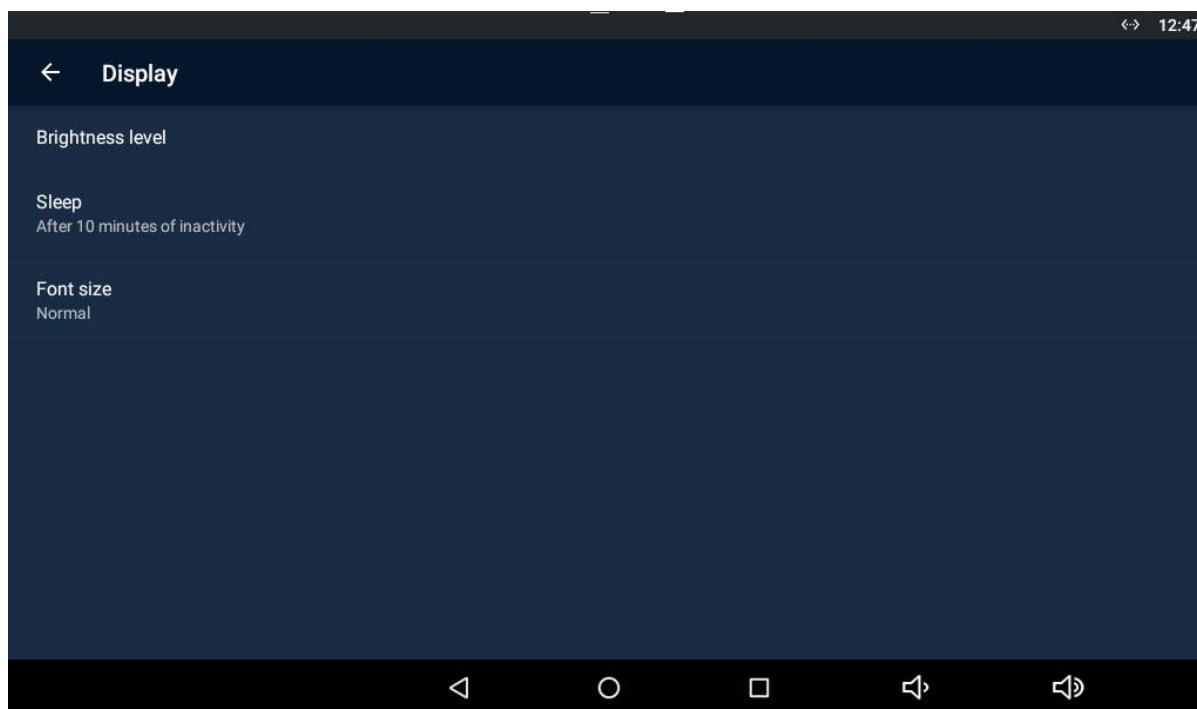 12:47
Display
Brightness level
Sleep
After 10 minutes of inactivity
Font size
Normal